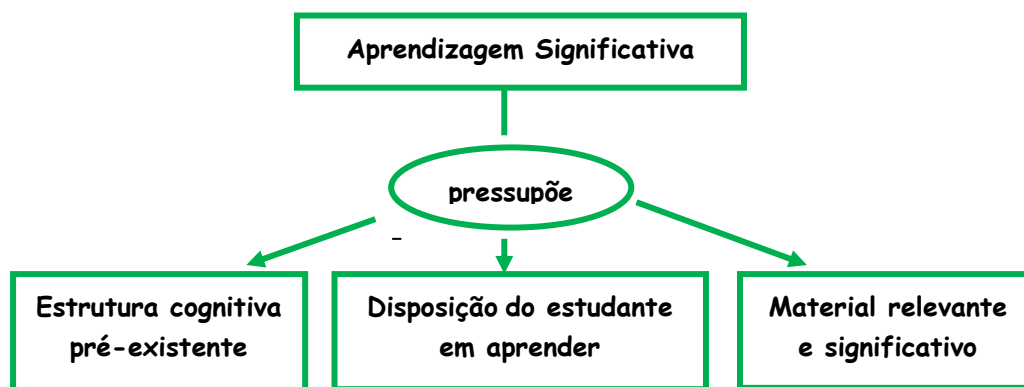 Aprendizagem Significativa
pressupõe
Estrutura cognitiva
pré-existente
Disposição do estudante
em aprender
Material relevante
e significativo